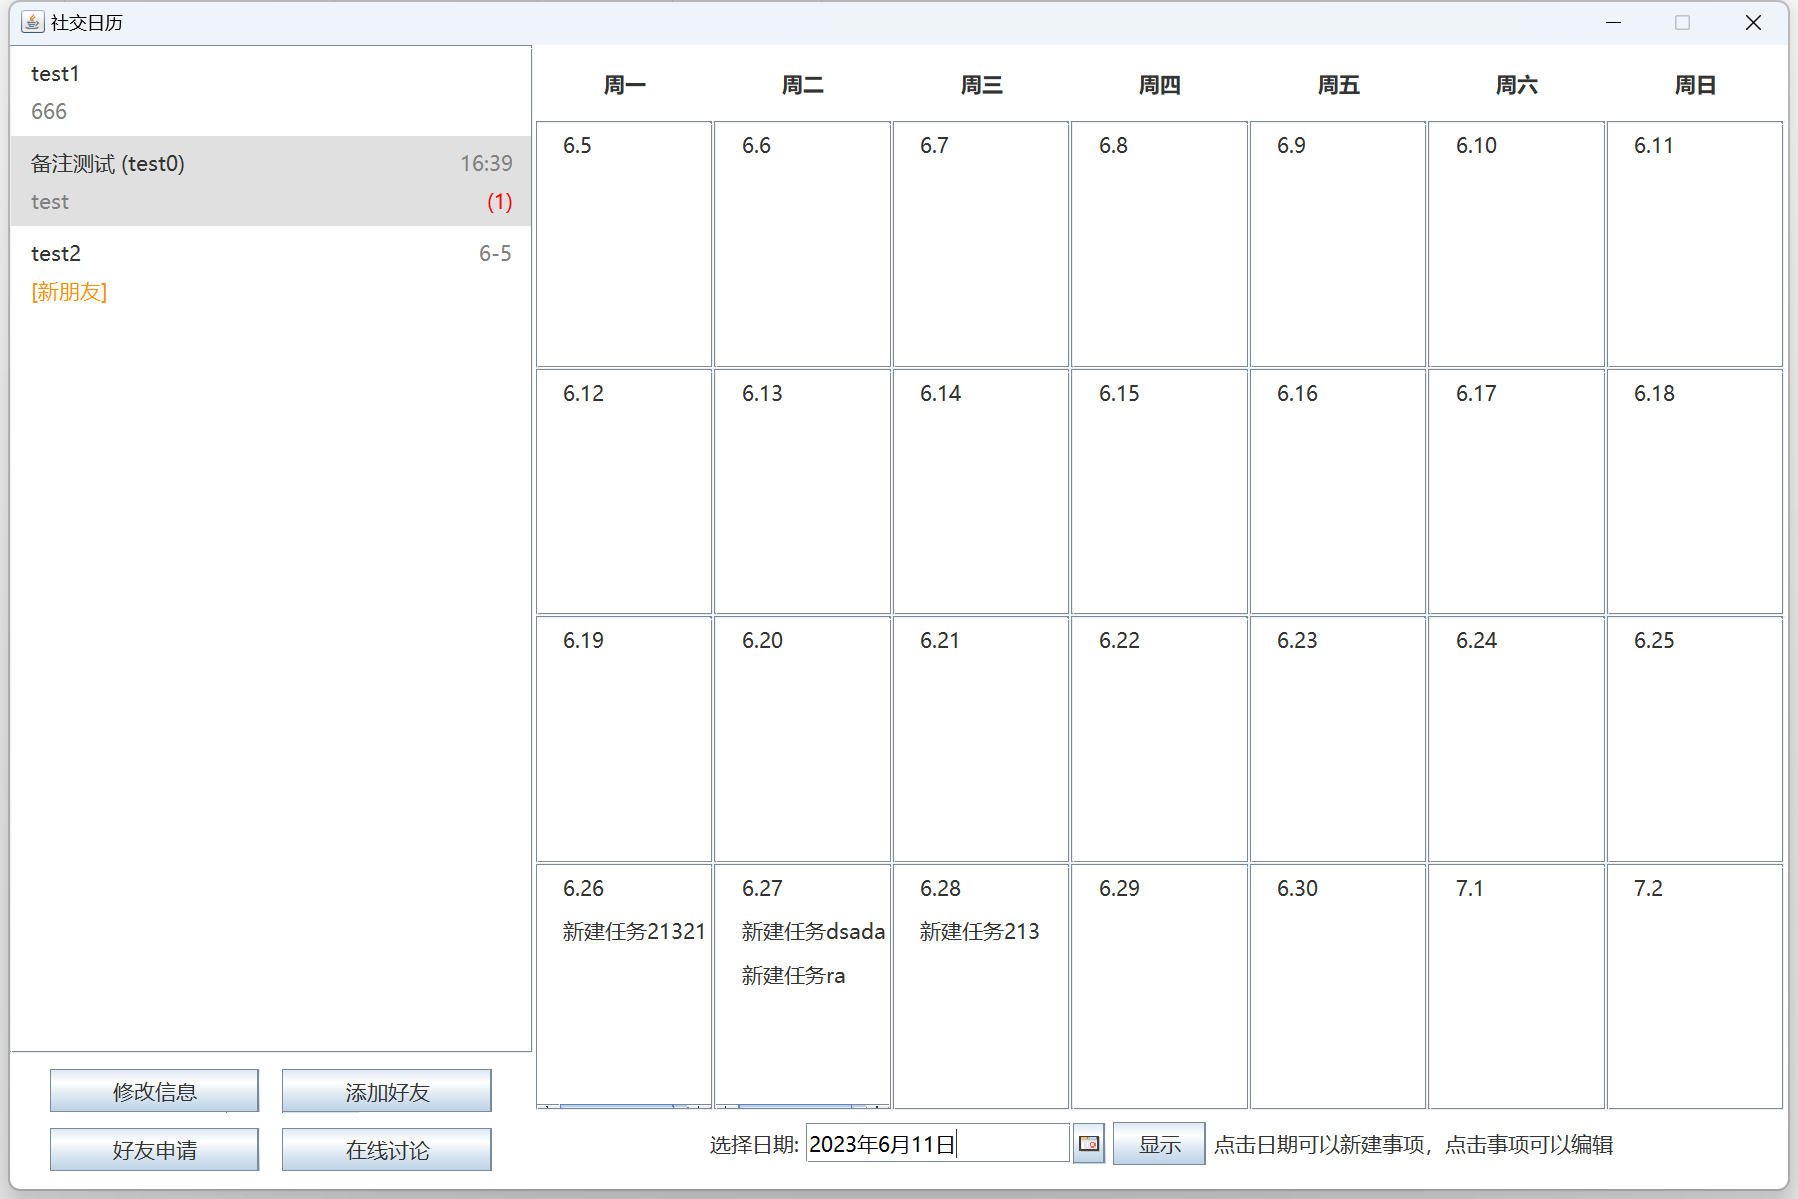 社交日历
test1
666
备注测试 (test0) 16:39
test (1)
test2 6-5
[新朋友]
修改信息 添加好友
好友申请 在线讨论
周一 周二 周三 周四 周五 周六 周日
6.5 6.6 6.7 6.8 6.9 6.10 6.11
6.12 6.13 6.14 6.15 6.16 6.17 6.18
6.19 6.20 6.21 6.22 6.23 6.24 6.25
6.26 6.27 6.28 6.29 6.30 7.1 7.2
新建任务21321 新建任务dsada 新建任务213
新建任务ra
选择日期: 2023年6月11日 显示 点击日期可以新建事项，点击事项可以编辑